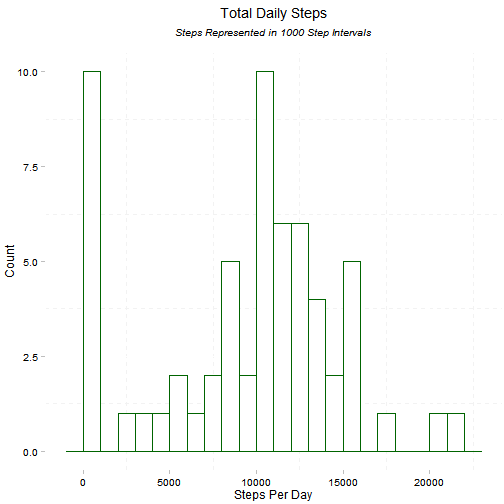 Total Daily Steps
Steps Represented in 1000 Step Intervals
Count
10.0
7.5
5.0
2.5
0.0
0 5000 10000 15000 20000
Steps Per Day